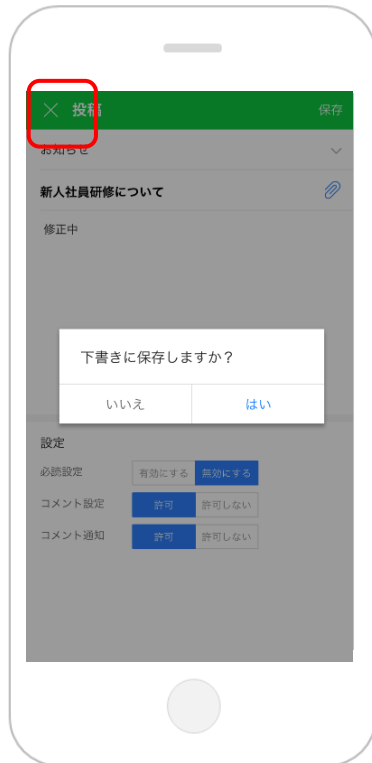 投稿 保存
お知らせ
新人社員研修について
修正中
下書きに保存しますか？
いいえ はい
設定
必読設定 有効にする 無効にする
コメント設定 許可 許可しない
コメント通知 許可 許可しない